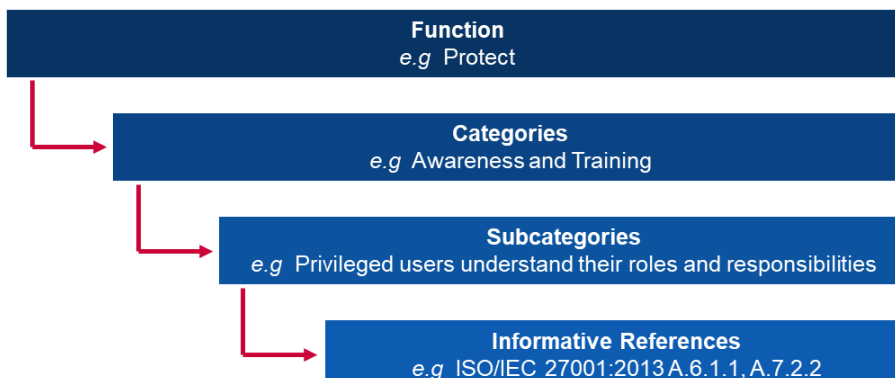 Function
e.g Protect
Categories
e.g Awareness and Training
Subcategories
e.g Privileged users understand their roles and responsibilities
Informative References
e.g ISO/IEC 27001:2013 A.6.1.1, A.7.2.2